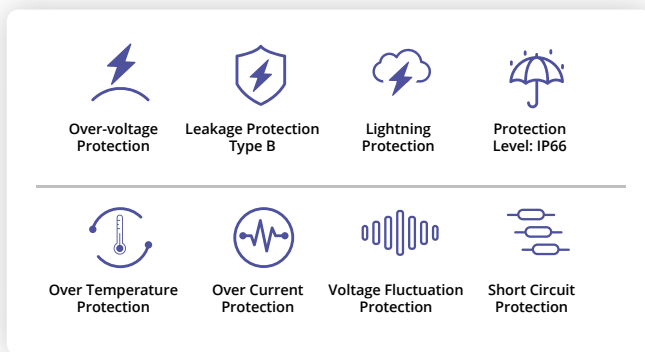 Over-voltage
Protection
Leakage Protection
Type B
Lightning
Protection
Protection
Level: IP66
Over Temperature
Protection
Over Current
Protection
Voltage Fluctuation
Protection
Short Circuit
Protection